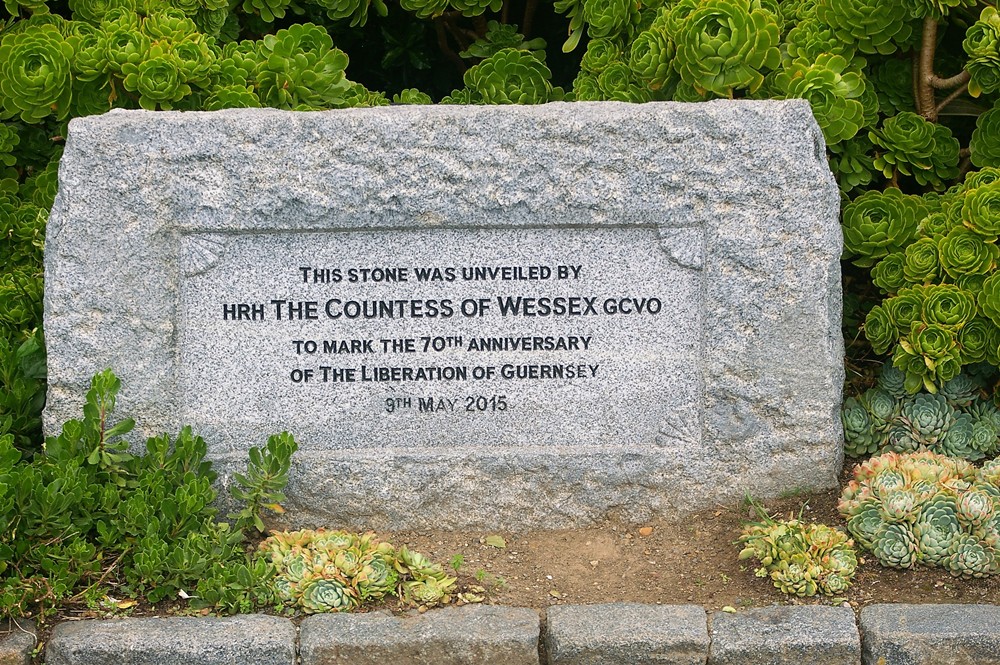 This stone was unveiled by
HRH The Countess of Wessex GCVO
to mark the 70th anniversary
of The Liberation of Guernsey
9th May 2015